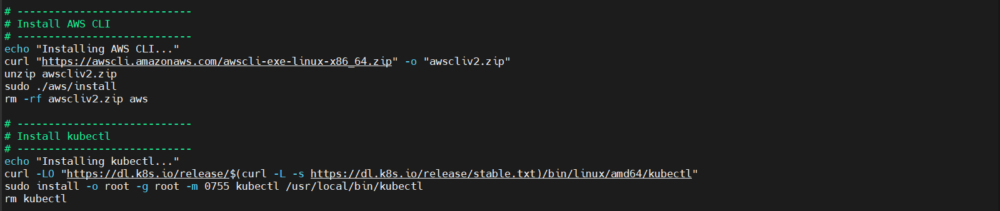 # ----------------------------
# Install AWS CLI
# ----------------------------
echo "Installing AWS CLI..."
curl "https://awscli.amazonaws.com/awscli-exe-linux-x86_64.zip" -o "awscliv2.zip"
unzip awscliv2.zip
sudo ./aws/install
rm -rf awscliv2.zip aws
# ----------------------------
# Install kubectl
# ----------------------------
echo "Installing kubectl..."
curl -LO "https://dl.k8s.io/release/$(curl -L -s https://dl.k8s.io/release/stable.txt)/bin/linux/amd64/kubectl"
sudo install -o root -g root -m 0755 kubectl /usr/local/bin/kubectl
rm kubectl